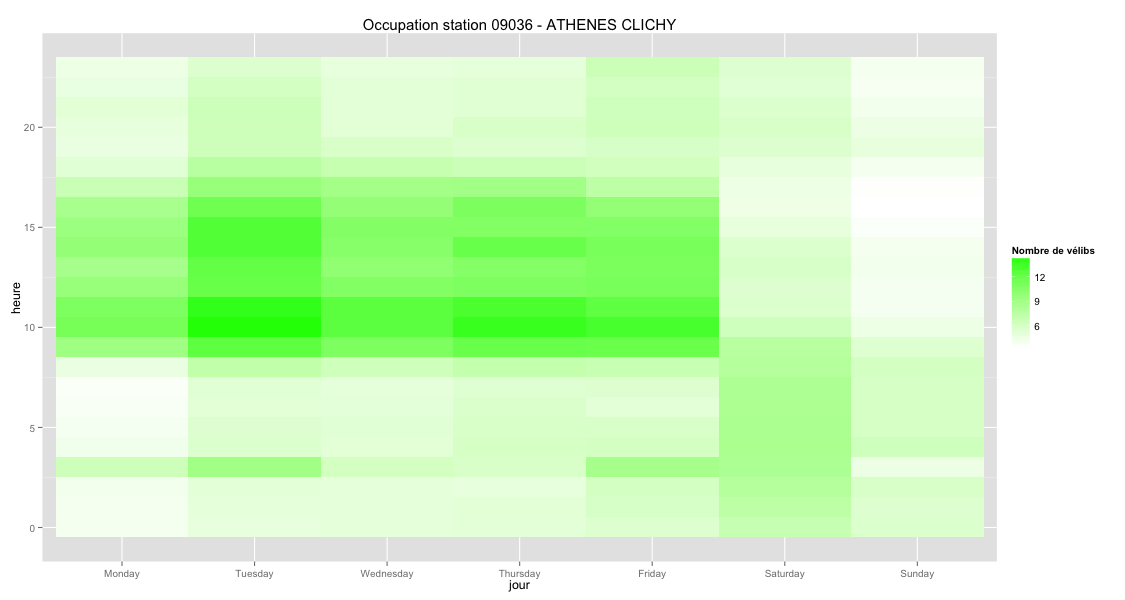 Occupation station 09036 - ATHENES CLICHY
heure
20
15
10
5
0
Monday Tuesday Wednesday Thursday Friday Saturday Sunday
jour
Nombre de vélibs
12
9
6